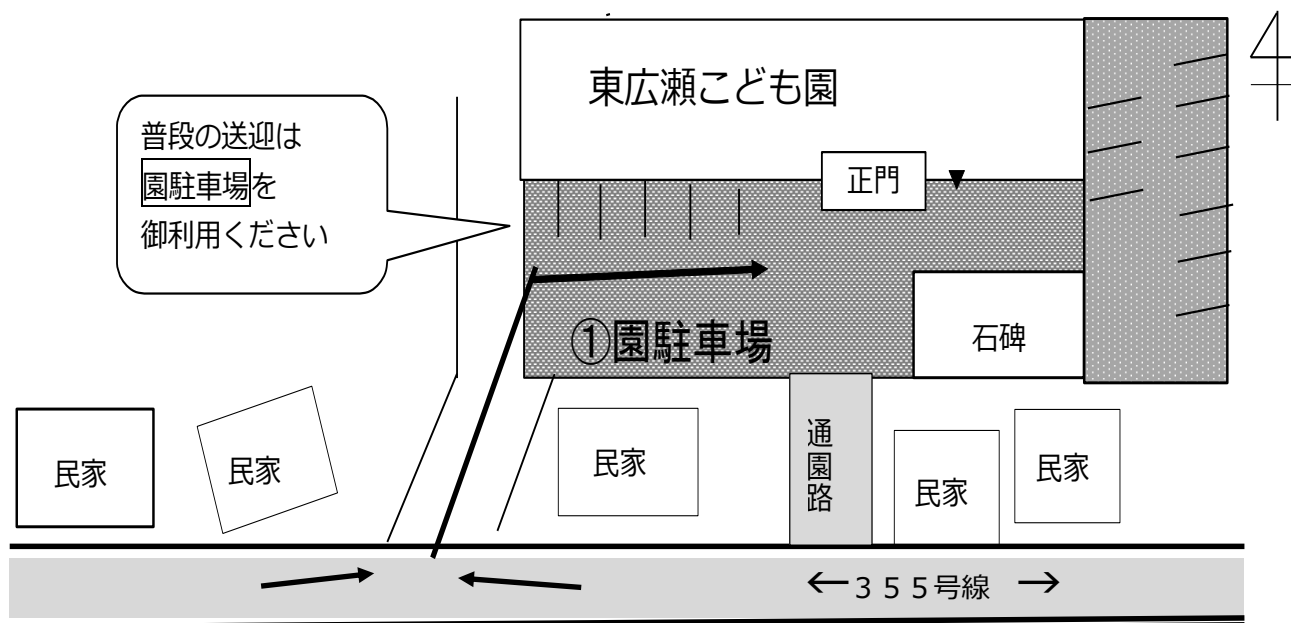 東広瀬こども園
普段の送迎は
園駐車場を
御利用ください
正門
①園駐車場
石碑
民家
民家
民家
通園路
民家
民家
←３５５号線 →